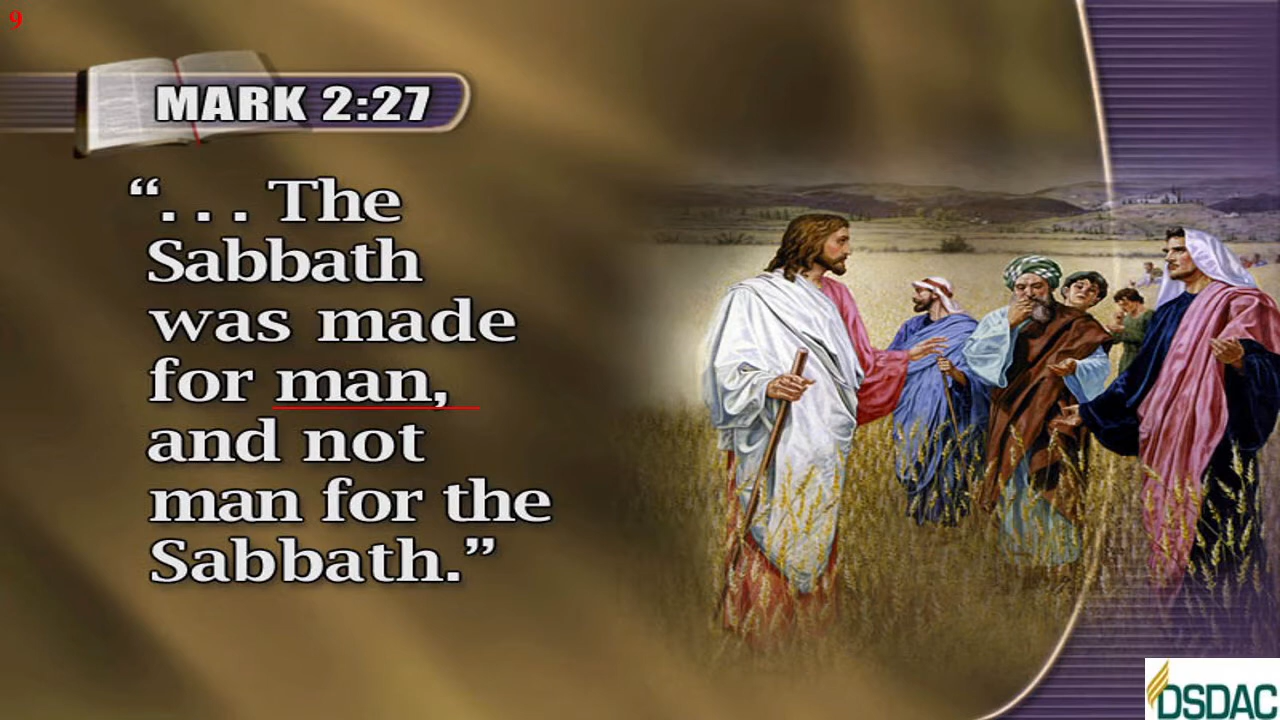 9
MARK 2:27
“. . . The
Sabbath
was made
for man,
and not
man for the
Sabbath.”
DSDAC